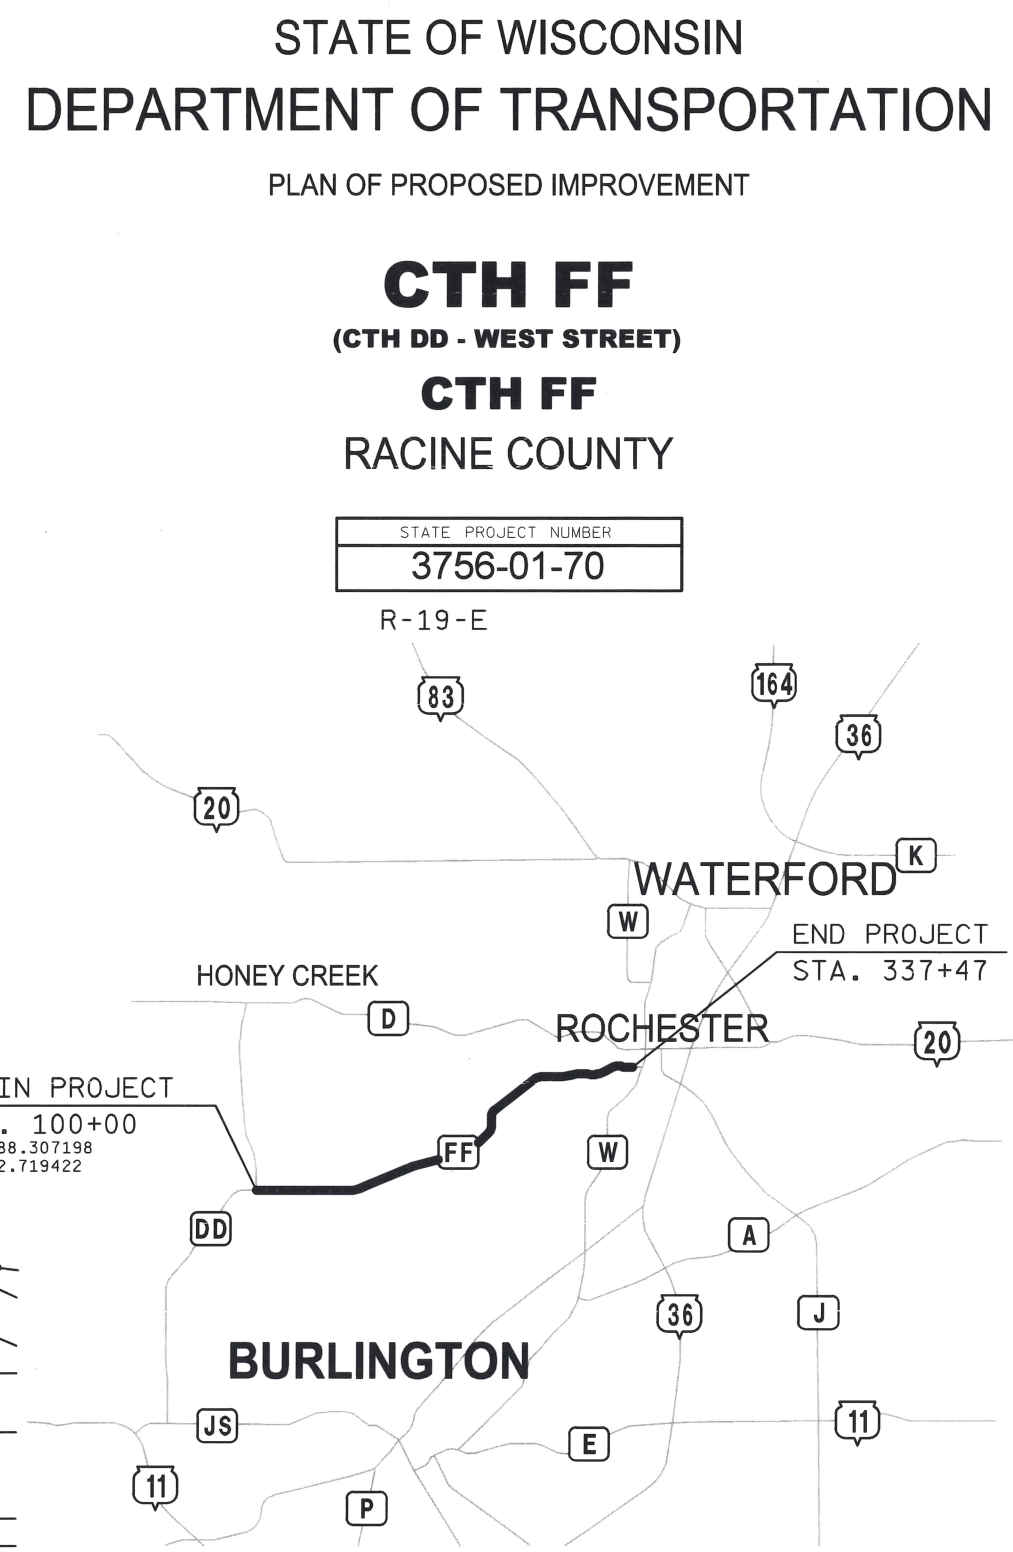 STATE OF WISCONSIN
DEPARTMENT OF TRANSPORTATION
PLAN OF PROPOSED IMPROVEMENT
CTH FF
(CTH DD - WEST STREET)
CTH FF
RACINE COUNTY
STATE PROJECT NUMBER
3756-01-70
R-19-E
83
164
36
20
K
WATERFORD
W
END PROJECT
STA. 337+47
HONEY CREEK
D
ROCHESTER
20
IN PROJECT
. 100+00
88.307198
2.719422
FF
W
DD
A
36
J
BURLINGTON
JS
11
E
11
P